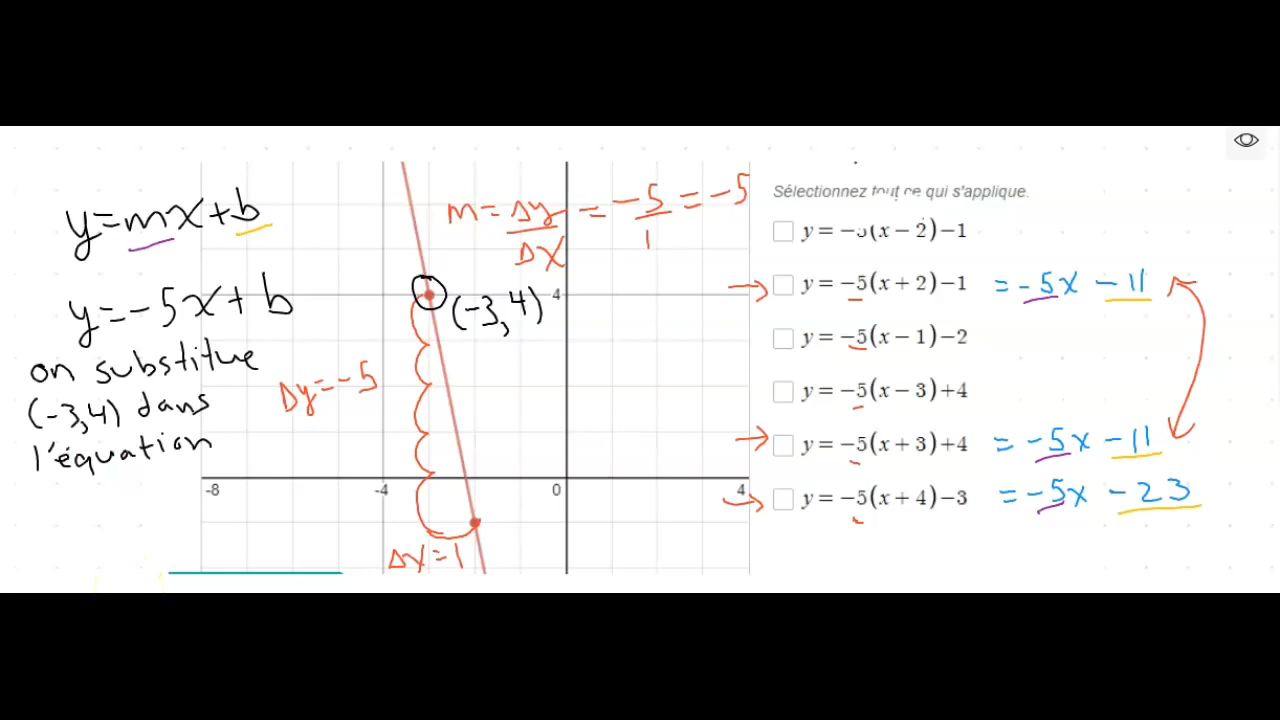 y=mx+b
y=-5x+b
on substitue
(-3,4) dans
l'équation
m = Δy/Δx = -5/1 = -5
(-3,4)
Δy=-5
Δx=1
4
-8
-4
0
4
Sélectionnez tout ce qui s'applique.
y = −5(x − 2)−1
y = −5(x + 2)−1 = -5x -11
y = −5(x − 1)−2
y = −5(x − 3)+4
y = −5(x + 3)+4 = -5x -11
y = −5(x + 4)−3 = -5x -23